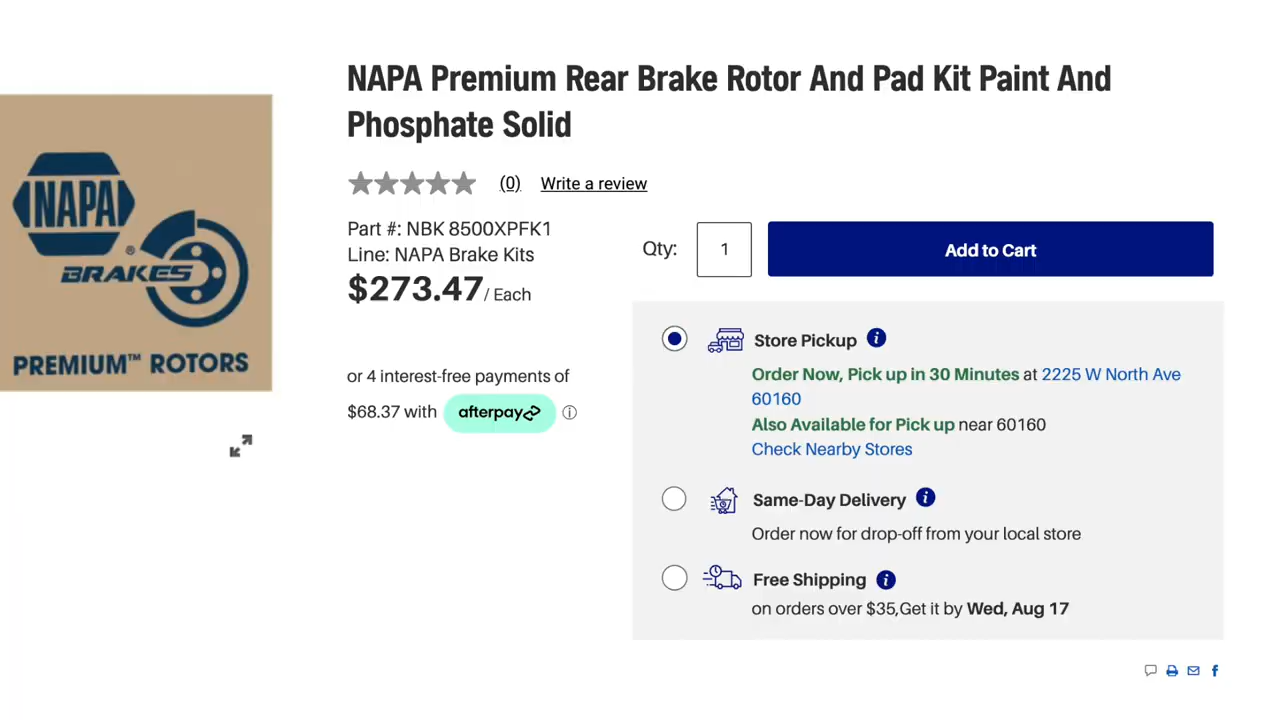 NAPA Premium Rear Brake Rotor And Pad Kit Paint And
Phosphate Solid
NAPA
®
BRAKES
PREMIUM™ ROTORS
(0) Write a review
Part #: NBK 8500XPFK1
Line: NAPA Brake Kits
$273.47/ Each
or 4 interest-free payments of
$68.37 with afterpay
Qty: 1 Add to Cart
Store Pickup
Order Now, Pick up in 30 Minutes at 2225 W North Ave
60160
Also Available for Pick up near 60160
Check Nearby Stores
Same-Day Delivery
Order now for drop-off from your local store
Free Shipping
on orders over $35,Get it by Wed, Aug 17